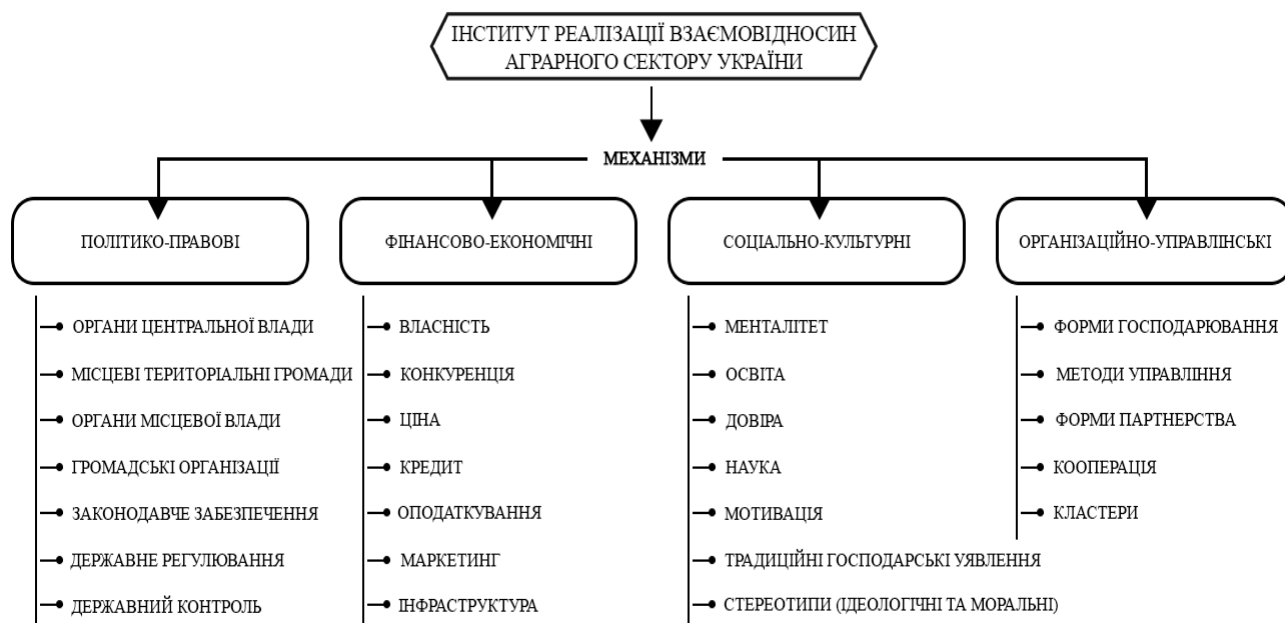 ІНСТИТУТ РЕАЛІЗАЦІЇ ВЗАЄМОВІДНОСИН
АГРАРНОГО СЕКТОРУ УКРАЇНИ
МЕХАНІЗМИ
ПОЛІТИКО-ПРАВОВІ
ФІНАНСОВО-ЕКОНОМІЧНІ
СОЦІАЛЬНО-КУЛЬТУРНІ
ОРГАНІЗАЦІЙНО-УПРАВЛІНСЬКІ
ОРГАНИ ЦЕНТРАЛЬНОЇ ВЛАДИ
МІСЦЕВІ ТЕРИТОРІАЛЬНІ ГРОМАДИ
ОРГАНИ МІСЦЕВОЇ ВЛАДИ
ГРОМАДСЬКІ ОРГАНІЗАЦІЇ
ЗАКОНОДАВЧЕ ЗАБЕЗПЕЧЕННЯ
ДЕРЖАВНЕ РЕГУЛЮВАННЯ
ДЕРЖАВНИЙ КОНТРОЛЬ
ВЛАСНІСТЬ
КОНКУРЕНЦІЯ
ЦІНА
КРЕДИТ
ОПОДАТКУВАННЯ
МАРКЕТИНГ
ІНФРАСТРУКТУРА
МЕНТАЛІТЕТ
ОСВІТА
ДОВІРА
НАУКА
МОТИВАЦІЯ
ТРАДИЦІЙНІ ГОСПОДАРСЬКІ УЯВЛЕННЯ
СТЕРЕОТИПИ (ІДЕОЛОГІЧНІ ТА МОРАЛЬНІ)
ФОРМИ ГОСПОДАРЮВАННЯ
МЕТОДИ УПРАВЛІННЯ
ФОРМИ ПАРТНЕРСТВА
КООПЕРАЦІЯ
КЛАСТЕРИ